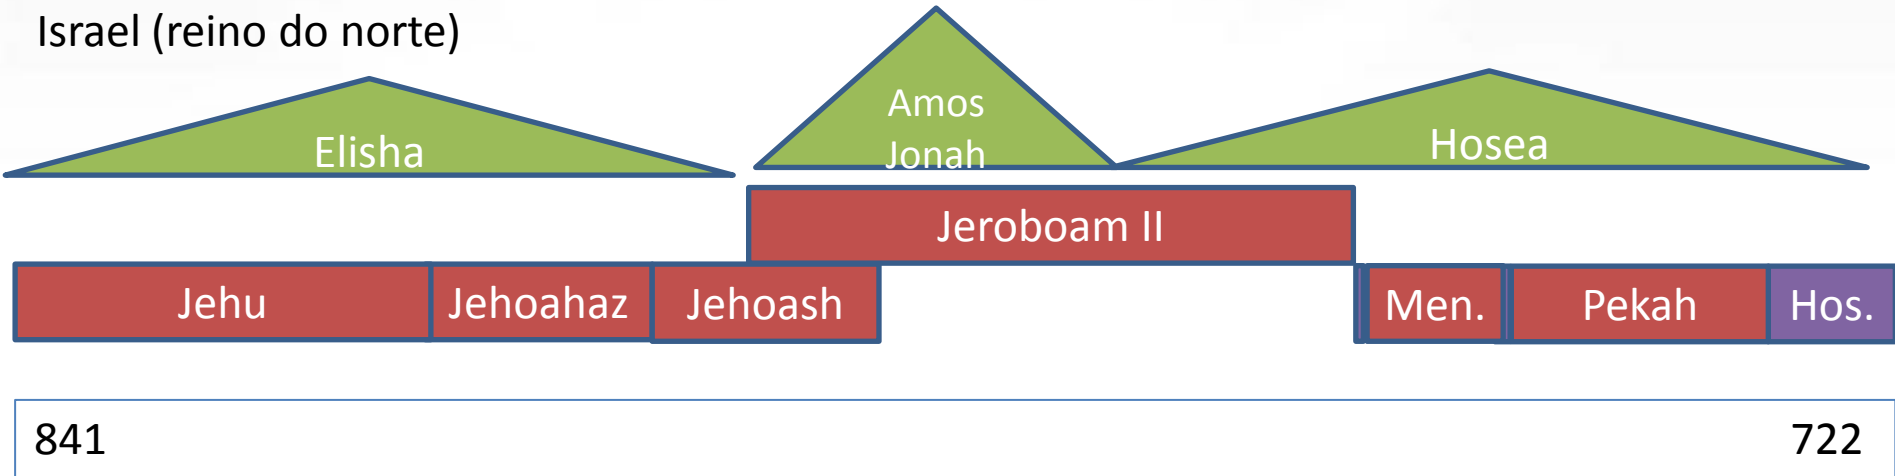 Israel (reino do norte)
Elisha
Amos
Jonah
Hosea
Jeroboam II
Jehu
Jehoahaz
Jehoash
Men.
Pekah
Hos.
841
722